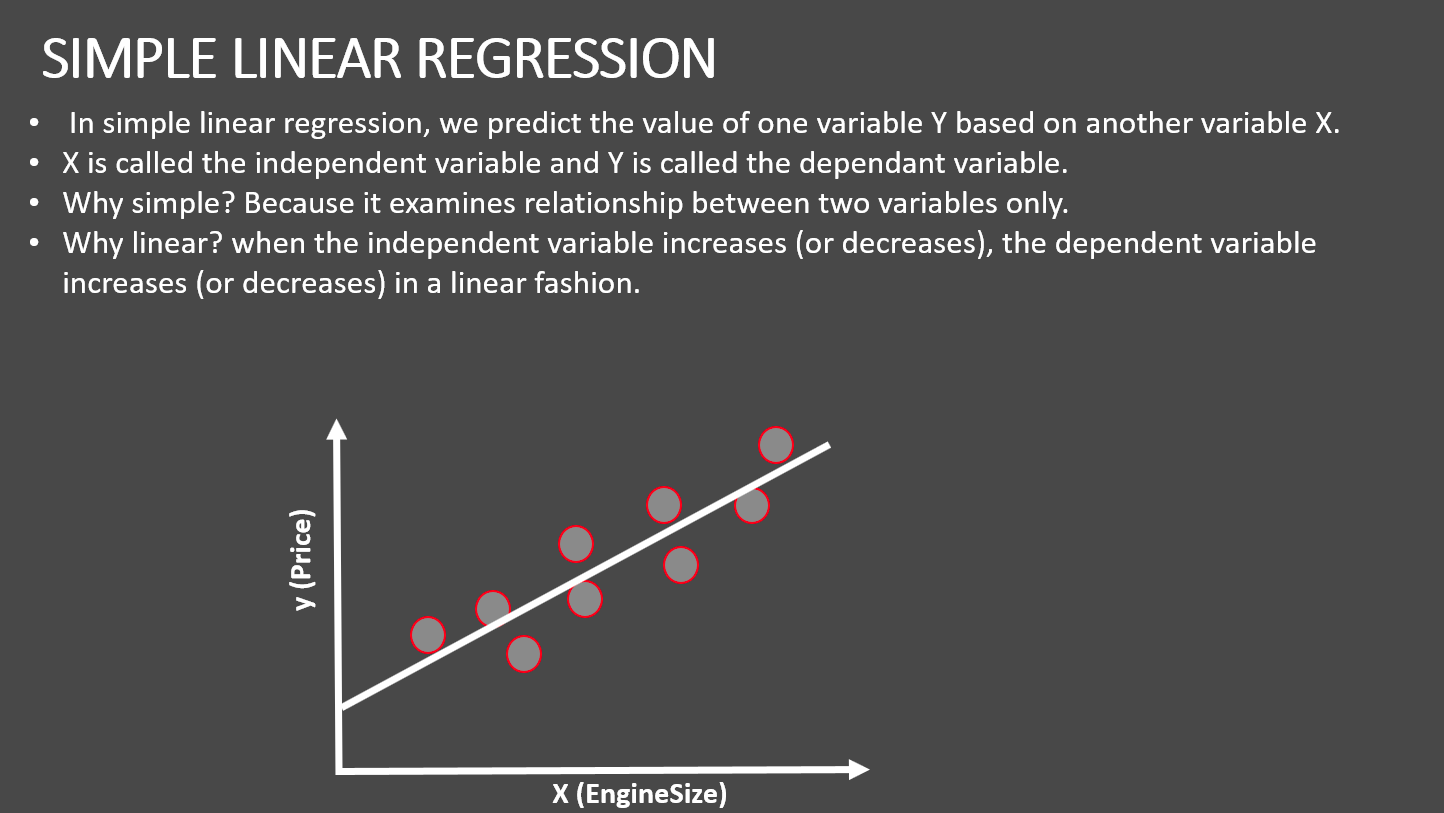 SIMPLE LINEAR REGRESSION
• In simple linear regression, we predict the value of one variable Y based on another variable X.
• X is called the independent variable and Y is called the dependant variable.
• Why simple? Because it examines relationship between two variables only.
• Why linear? when the independent variable increases (or decreases), the dependent variable
increases (or decreases) in a linear fashion.
y (Price)
X (EngineSize)